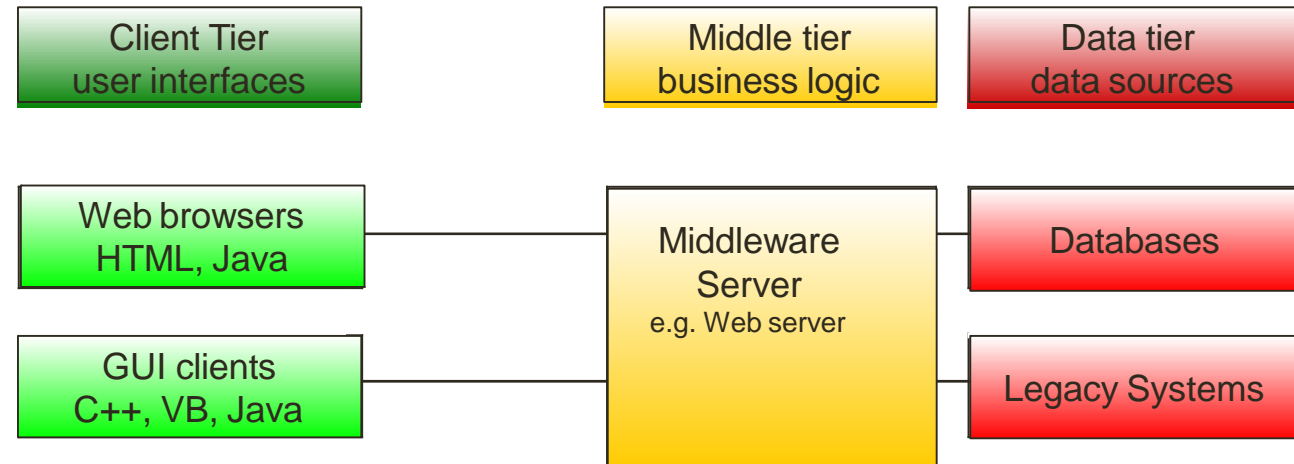 Client Tier
user interfaces
Middle tier
business logic
Data tier
data sources
Web browsers
HTML, Java
Middleware
Server
e.g. Web server
Databases
GUI clients
C++, VB, Java
Legacy Systems